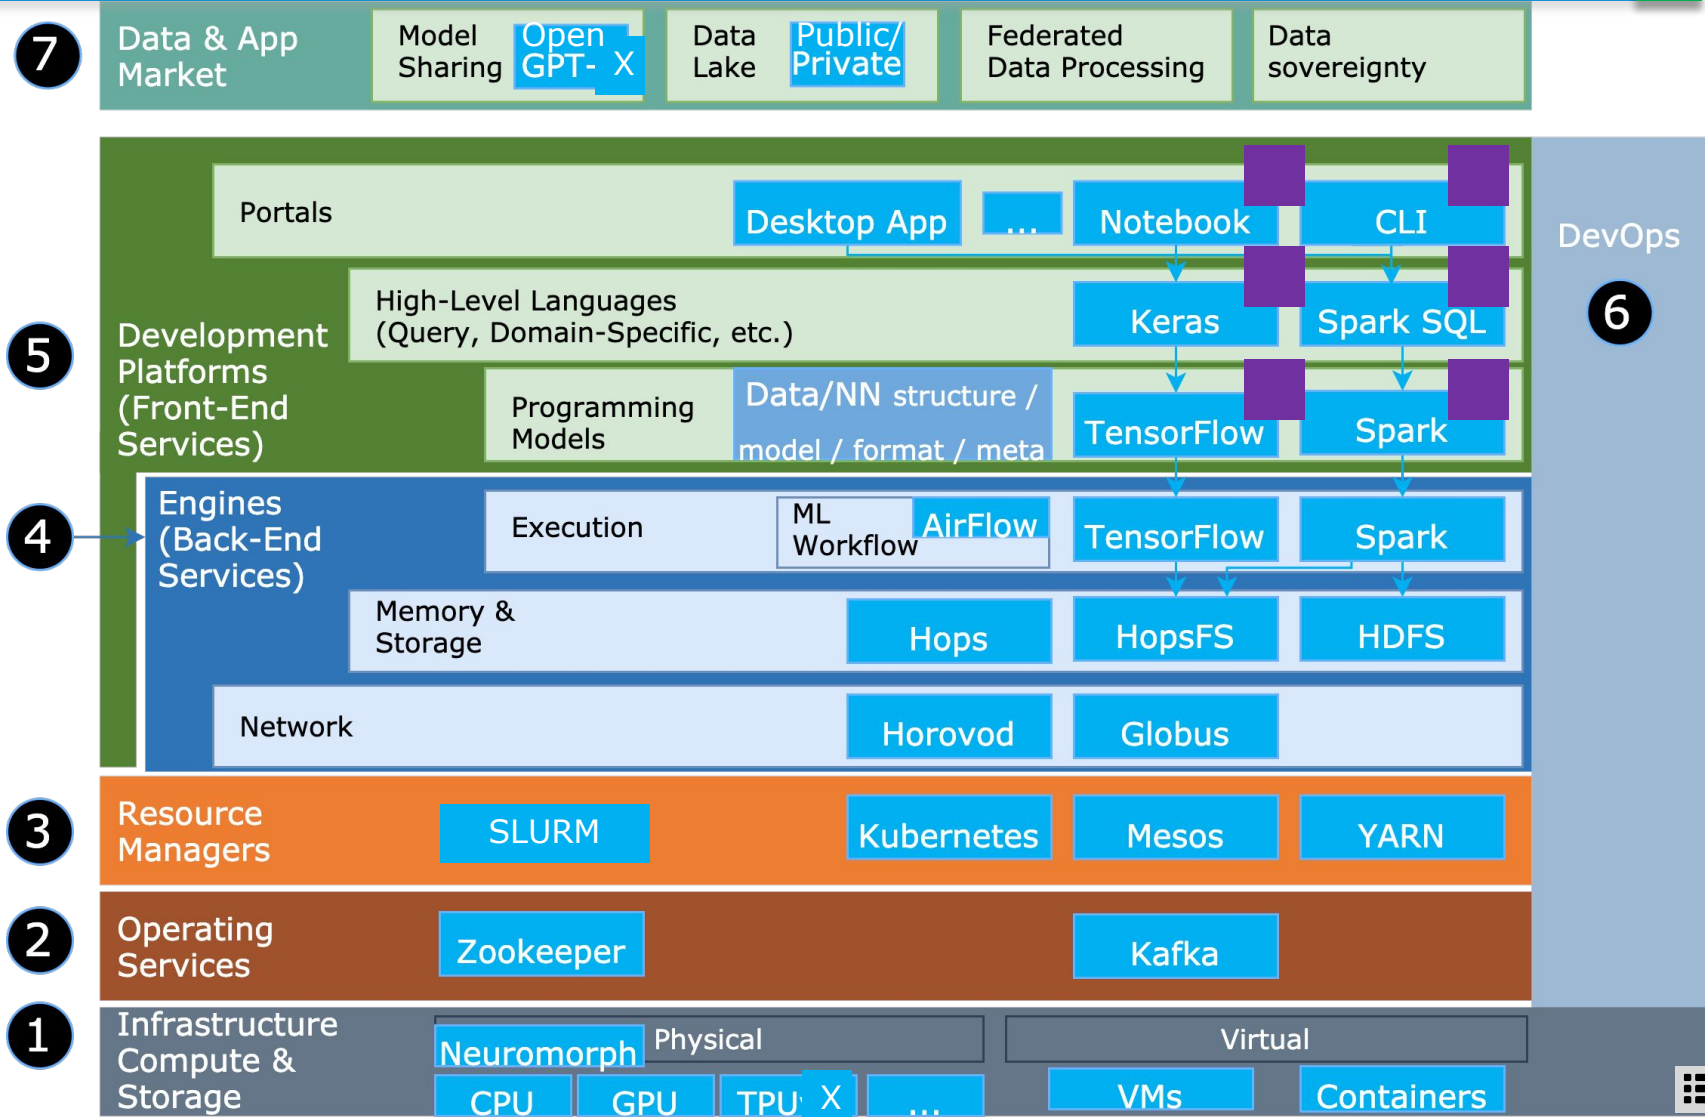 7
Data & App
Market
Model
Sharing
Open
GPT- X
Data
Lake
Public/
Private
Federated
Data Processing
Data
sovereignty
Portals
Desktop App
...
Notebook
CLI
DevOps
6
5
Development
Platforms
(Front-End
Services)
High-Level Languages
(Query, Domain-Specific, etc.)
Keras
Spark SQL
Programming
Models
Data/NN structure /
model / format / meta
TensorFlow
Spark
4
Engines
(Back-End
Services)
Execution
ML
Workflow
AirFlow
TensorFlow
Spark
Memory &
Storage
Hops
HopsFS
HDFS
Network
Horovod
Globus
3
Resource
Managers
SLURM
Kubernetes
Mesos
YARN
2
Operating
Services
Zookeeper
Kafka
1
Infrastructure
Compute &
Storage
Neuromorph
Physical
Virtual
CPU
GPU
TPU
X
...
VMs
Containers